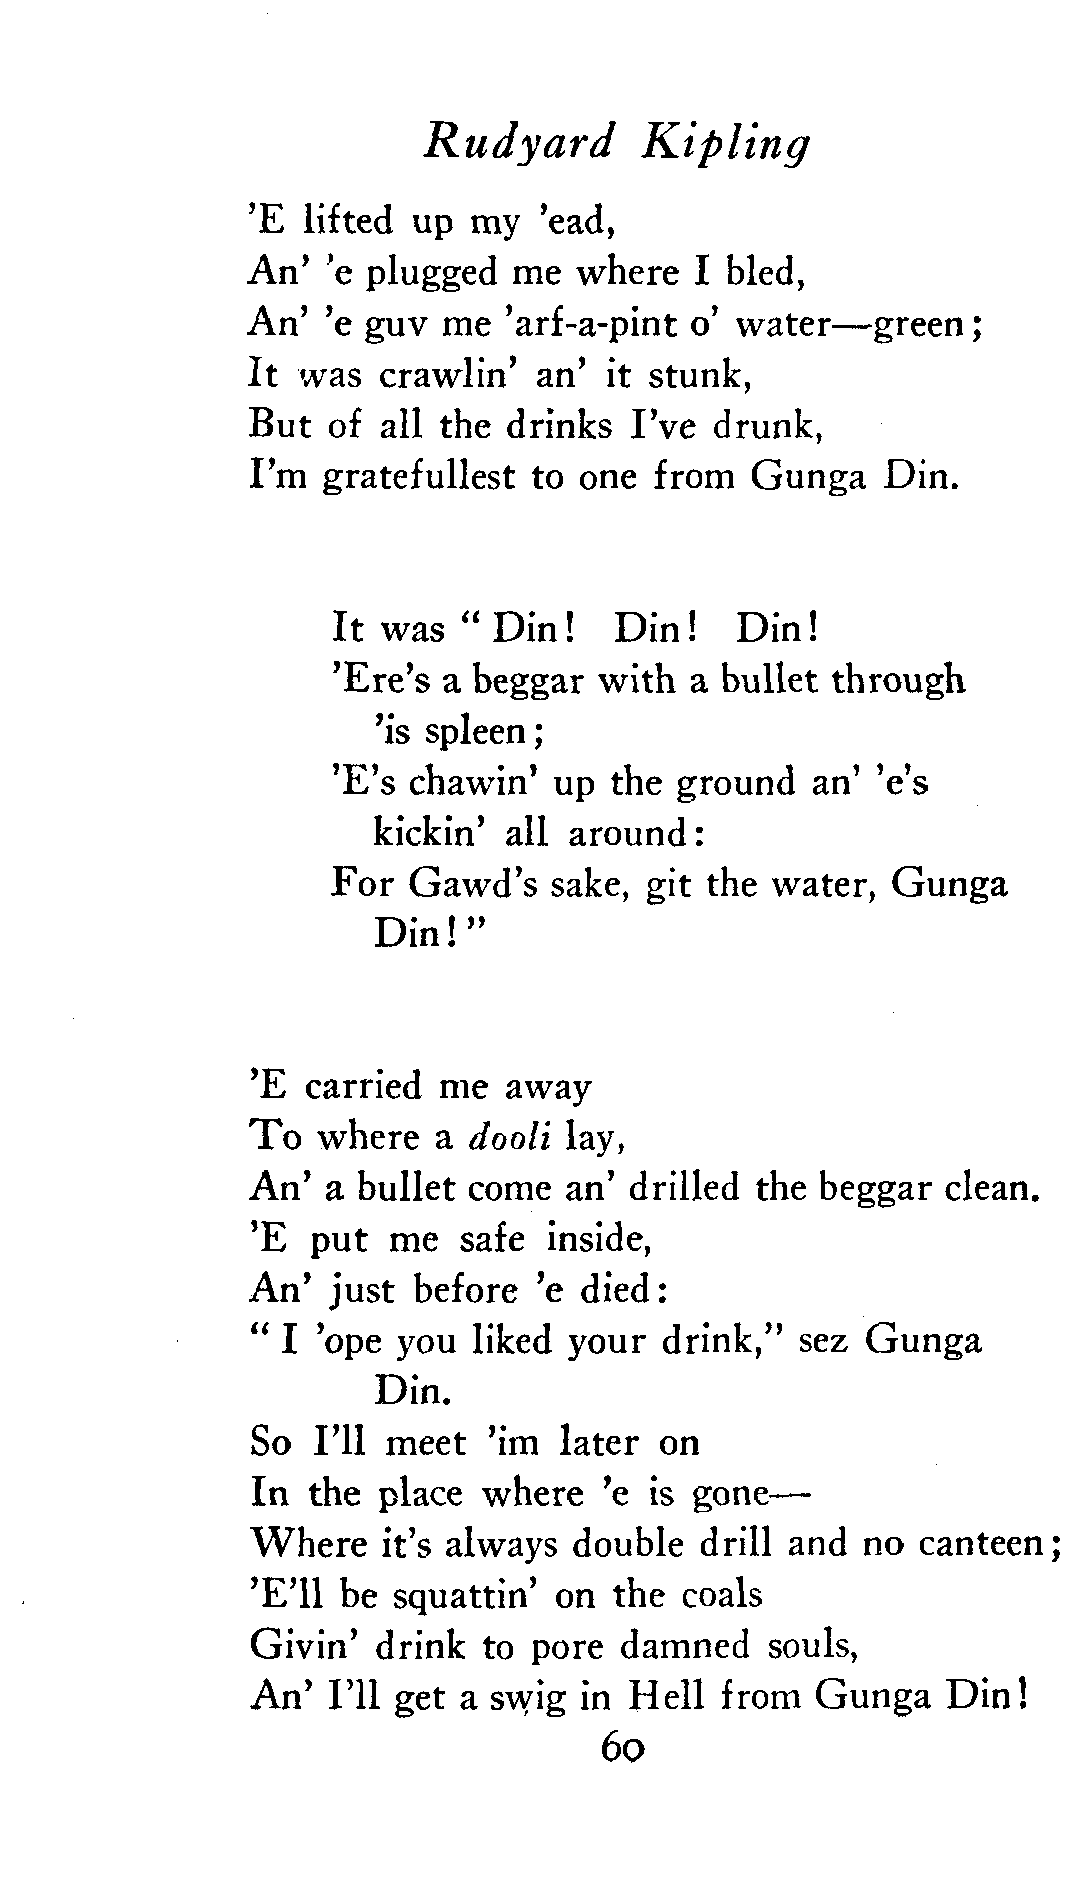 Rudyard Kipling
’E lifted up my ’ead,
An’ ’e plugged me where I bled,
An’ ’e guv me ’arf-a-pint o’ water—green;
It was crawlin’ an’ it stunk,
But of all the drinks I’ve drunk,
I’m gratefullest to one from Gunga Din.
It was “ Din! Din! Din!
’Ere’s a beggar with a bullet through
’is spleen;
’E’s chawin’ up the ground an’ ’e’s
kickin’ all around:
For Gawd’s sake, git the water, Gunga
Din!”
’E carried me away
To where a dooli lay,
An’ a bullet come an’ drilled the beggar clean.
’E put me safe inside,
An’ just before ’e died:
“ I ’ope you liked your drink,” sez Gunga
Din.
So I’ll meet ’im later on
In the place where ’e is gone—
Where it’s always double drill and no canteen;
’E’ll be squattin’ on the coals
Givin’ drink to pore damned souls,
An’ I’ll get a swig in Hell from Gunga Din!
60